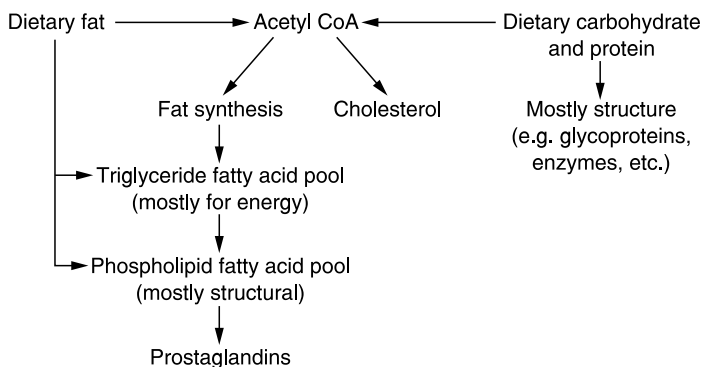 Dietary fat
Acetyl CoA
Dietary carbohydrate
and protein
Fat synthesis
Cholesterol
Mostly structure
(e.g. glycoproteins,
enzymes, etc.)
Triglyceride fatty acid pool
(mostly for energy)
Phospholipid fatty acid pool
(mostly structural)
Prostaglandins